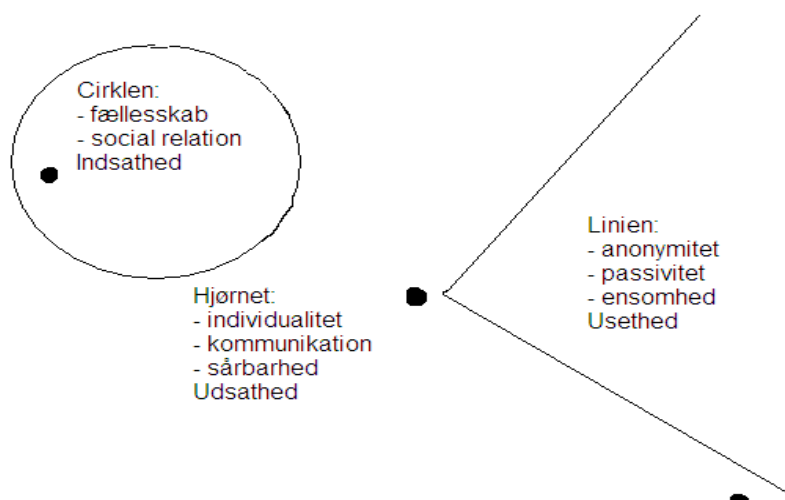 Cirklen:
- fællesskab
- social relation
Indsathed
Linien:
- anonymitet
- passivitet
- ensomhed
Usethed
Hjørnet:
- individualitet
- kommunikation
- sårbarhed
Udsathed